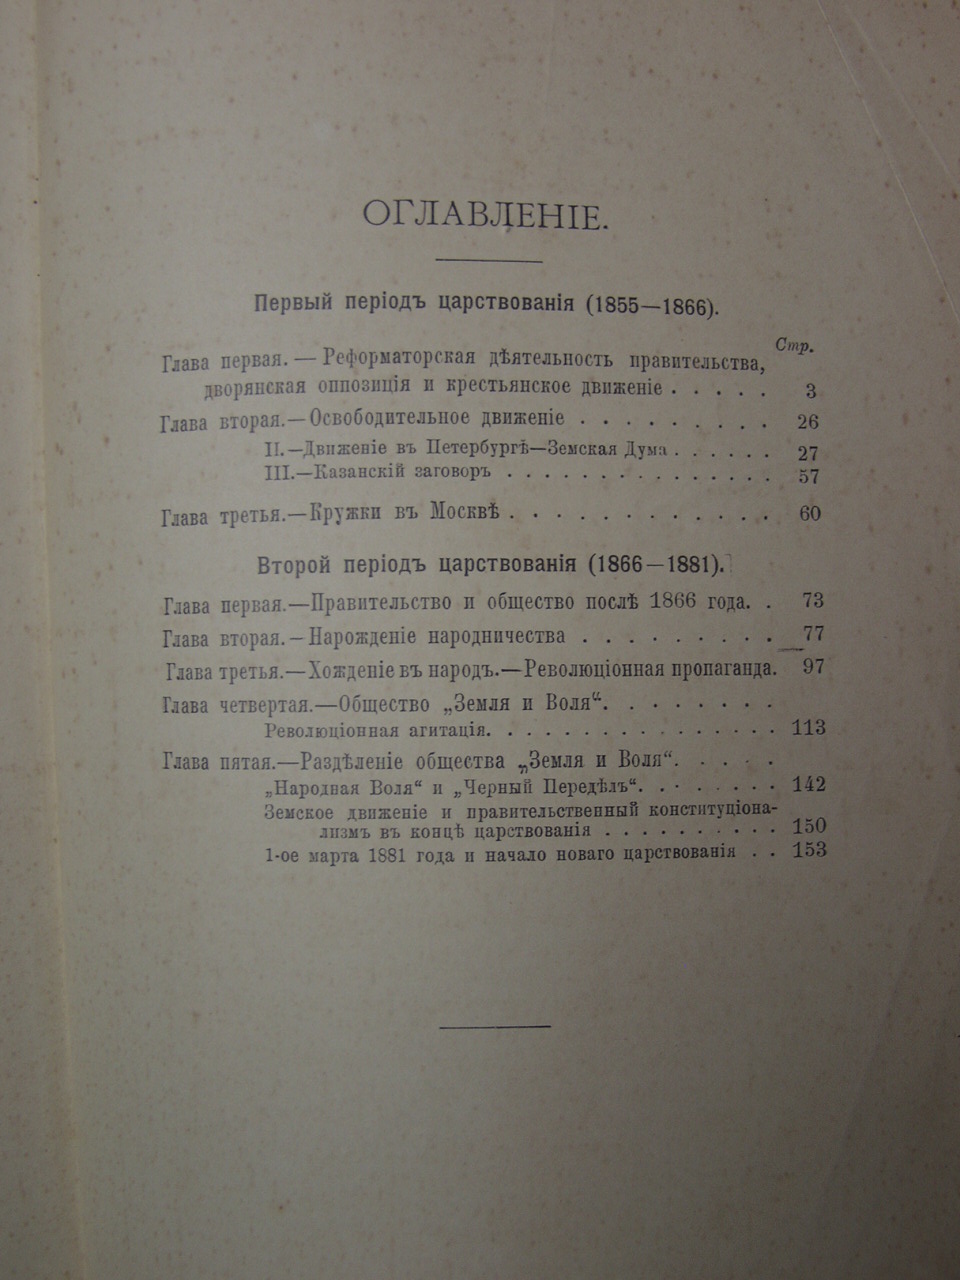 ОГЛАВЛЕНІЕ.
Первый періодъ царствованія (1855—1866).
Стр.
Глава первая. — Реформаторская дѣятельность правительства,
дворянская оппозиція и крестьянское движеніе . . . . . 3
Глава вторая.—Освободительное движеніе . . . . . . . . . 26
II.—Движеніе въ Петербургѣ—Земская Дума . . . . . . 27
III.—Казанскій заговоръ . . . . . . . . . . . . . . . 57
Глава третья.—Кружки въ Москвѣ . . . . . . . . . . . . 60
Второй періодъ царствованія (1866—1881).
Глава первая.—Правительство и общество послѣ 1866 года. . 73
Глава вторая.—Нарожденіе народничества . . . . . . . . . 77
Глава третья.—Хожденіе въ народъ.—Революціонная пропаганда. 97
Глава четвертая.—Общество „Земля и Воля“. . . . . . . .
Революціонная агитація. . . . . . . . . . . . . . . . 113
Глава пятая.—Раздѣленіе общества „Земля и Воля“. . . . .
„Народная Воля“ и „Черный Передѣлъ“. . . . . . . . 142
Земское движеніе и правительственный конституціона-
лизмъ въ концѣ царствованія . . . . . . . . . . 150
1-ое марта 1881 года и начало новаго царствованія . . 153